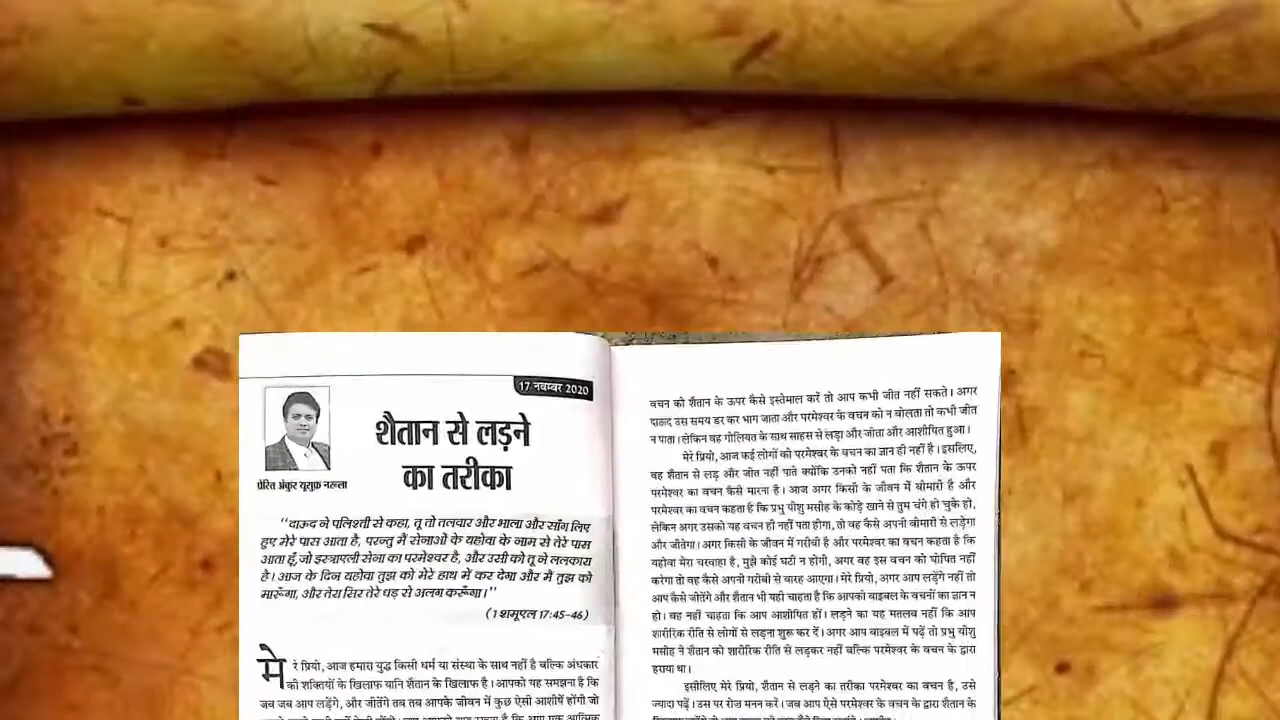 17 नवम्बर 2020
शैतान से लड़ने
का तरीका
प्रेरित अंकुर यूसुफ नरूला
“दाऊद ने पलिश्ती से कहा, तू तो तलवार और भाला और साँग लिए
हुए मेरे पास आता है, परन्तु मैं सेनाओं के यहोवा के नाम से तेरे पास
आता हूँ, जो इस्त्राएली सेना का परमेश्वर है, और उसी को तू ने ललकारा
है। आज के दिन यहोवा तुझ को मेरे हाथ में कर देगा और मैं तुझ को
मारूँगा, और तेरा सिर तेरे धड़ से अलग करूँगा।”
(1 शमूएल 17:45-46)
मेरे प्रियो, आज हमारा युद्ध किसी धर्म या संस्था के साथ नहीं है बल्कि अंधकार
की शक्तियों के खिलाफ यानि शैतान के खिलाफ है। आपको यह समझना है कि
जब जब आप लड़ेंगे, और जीतेंगे तब तब आपके जीवन में कुछ ऐसी आशीषें होंगी जो
वचन को शैतान के ऊपर कैसे इस्तेमाल करें तो आप कभी जीत नहीं सकते। अगर
दाऊद उस समय डर कर भाग जाता और परमेश्वर के वचन को न बोलता तो कभी जीत
न पाता। लेकिन वह गोलियत के साथ साहस से लड़ा और जीता और आशीषित हुआ।
मेरे प्रियो, आज कई लोगों को परमेश्वर के वचन का ज्ञान ही नहीं है। इसलिए,
वह शैतान से लड़ और जीत नहीं पाते क्योंकि उनको नहीं पता कि शैतान के ऊपर
परमेश्वर का वचन कैसे मारना है। आज अगर किसी के जीवन में बीमारी है और
परमेश्वर का वचन कहता है कि प्रभु यीशु मसीह के कोड़े खाने से तुम चंगे हो चुके हो,
लेकिन अगर उसको यह वचन ही नहीं पता होगा, तो वह कैसे अपनी बीमारी से लड़ेगा
और जीतेगा। अगर किसी के जीवन में गरीबी है और परमेश्वर का वचन कहता है कि
यहोवा मेरा चरवाहा है, मुझे कोई घटी न होगी, अगर वह इस वचन को घोषित नहीं
करेगा तो वह कैसे अपनी गरीबी से बारह आएगा। मेरे प्रियो, अगर आप लड़ेंगे नहीं तो
आप कैसे जीतेंगे और शैतान भी यही चाहता है कि आपको बाइबल के वचनों का ज्ञान न
हो। वह नहीं चाहता कि आप आशीषित हों। लड़ने का यह मतलब नहीं कि आप
शारीरिक रीति से लोगों से लड़ना शुरू कर दें। अगर आप बाइबल में पढ़ें तो प्रभु यीशु
मसीह ने शैतान को शारीरिक रीति से लड़कर नहीं बल्कि परमेश्वर के वचन के द्वारा
हराया था।
इसीलिए मेरे प्रियो, शैतान से लड़ने का तरीका परमेश्वर का वचन है, उसे
ज्यादा पढ़ें। उस पर रोज मनन करें। जब आप ऐसे परमेश्वर के वचन के द्वारा शैतान के